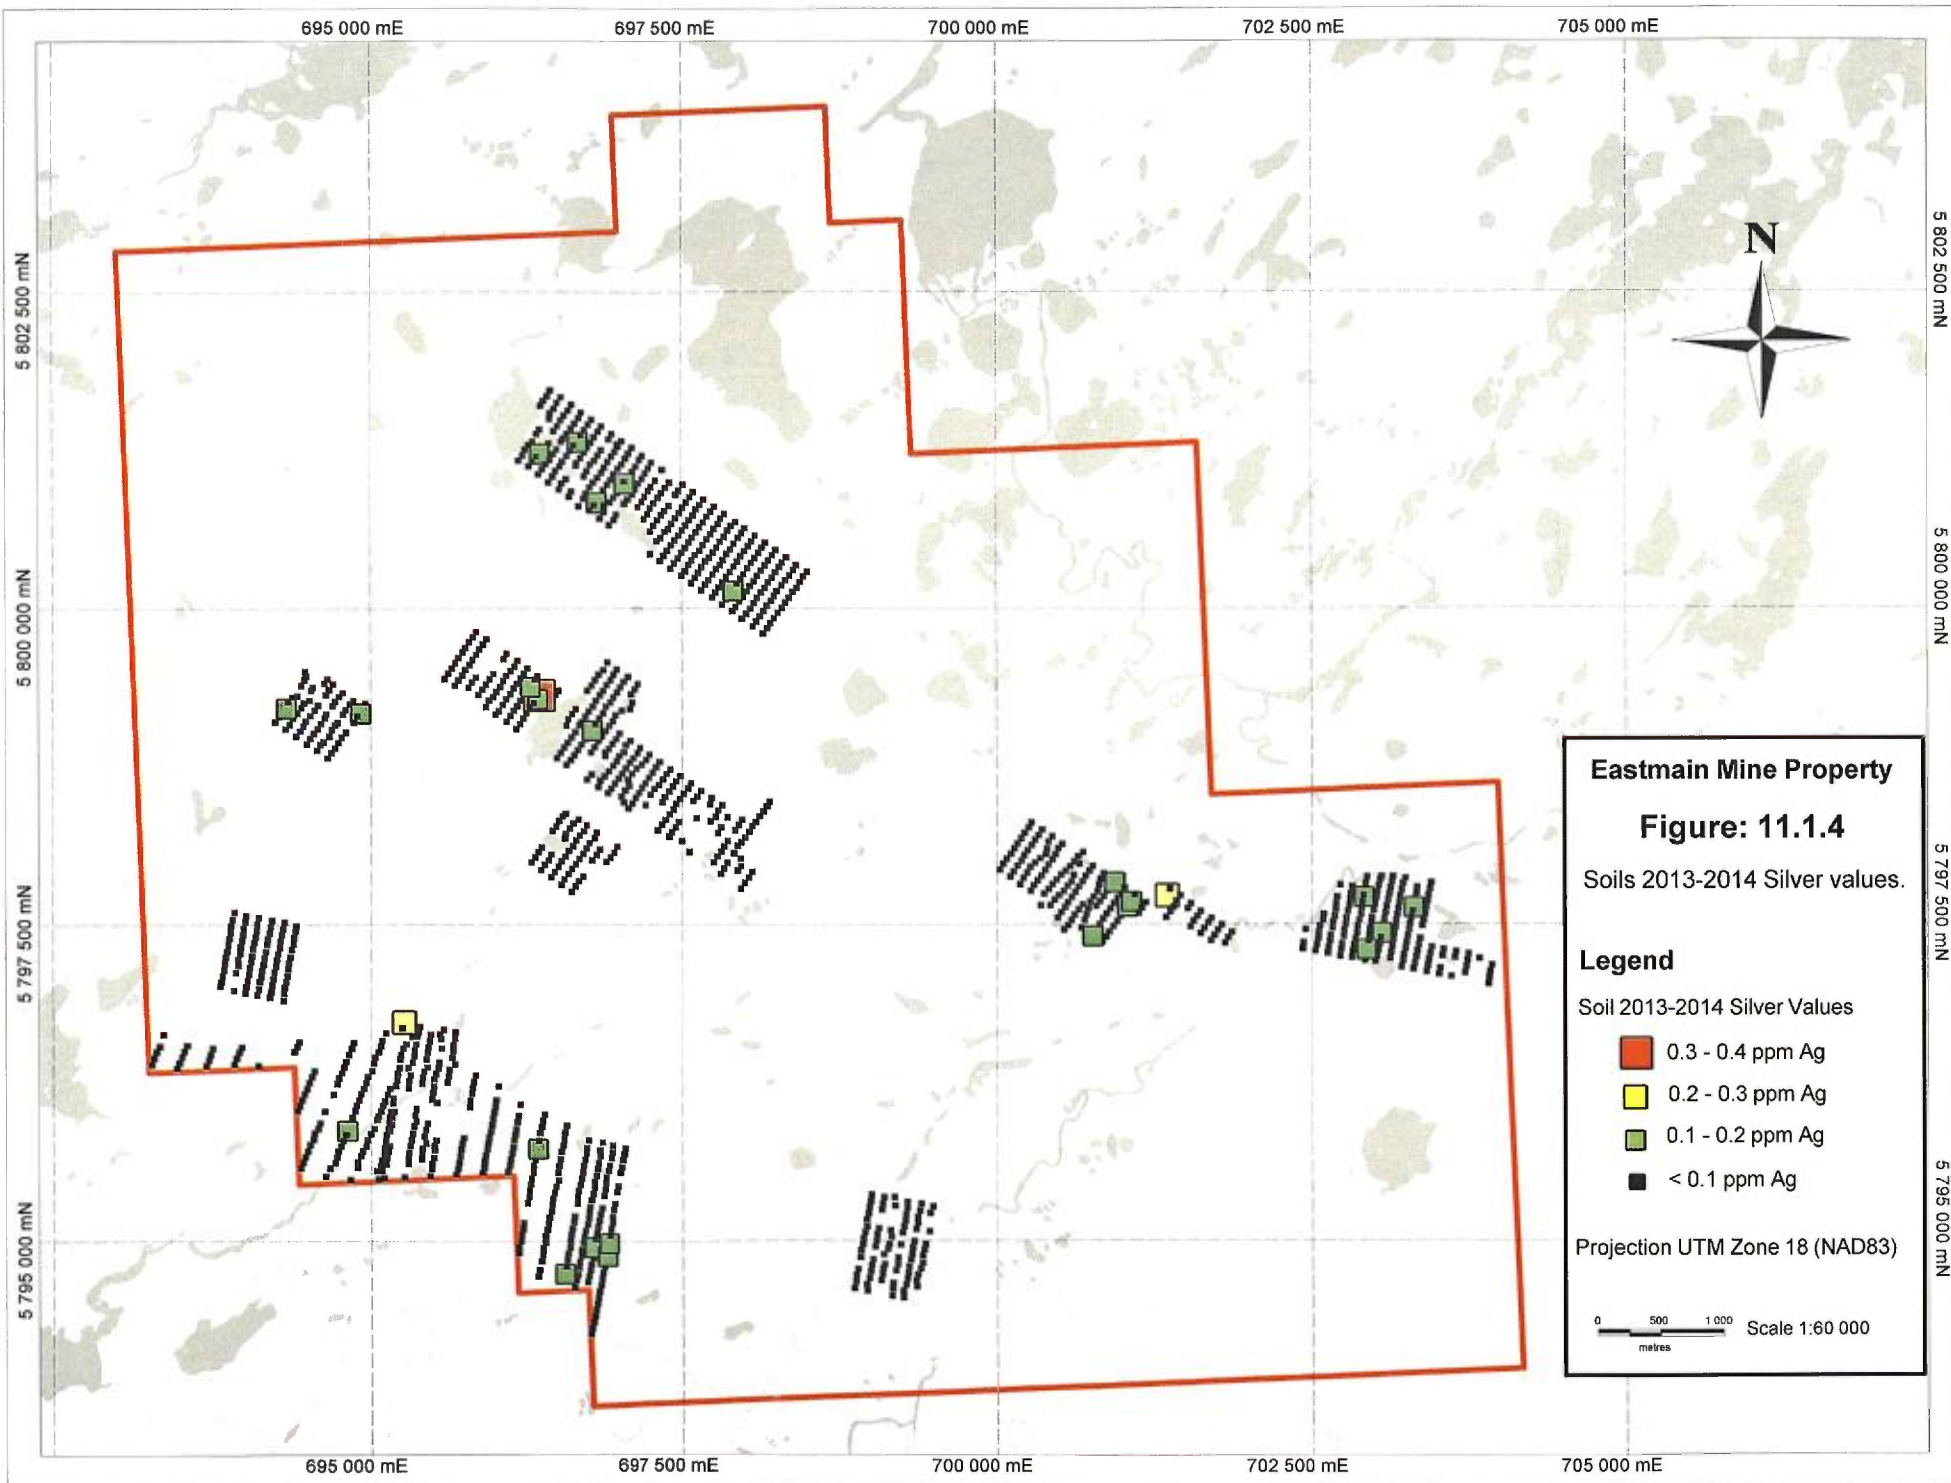 695 000 mE 697 500 mE 700 000 mE 702 500 mE 705 000 mE
5 802 500 mN
5 800 000 mN
5 797 500 mN
5 795 000 mN
N
5 802 500 mN
5 800 000 mN
5 797 500 mN
5 795 000 mN
Eastmain Mine Property
Figure: 11.1.4
Soils 2013-2014 Silver values.
Legend
Soil 2013-2014 Silver Values
0.3 - 0.4 ppm Ag
0.2 - 0.3 ppm Ag
0.1 - 0.2 ppm Ag
< 0.1 ppm Ag
Projection UTM Zone 18 (NAD83)
0 500 1 000
metres
Scale 1:60 000
695 000 mE 697 500 mE 700 000 mE 702 500 mE 705 000 mE